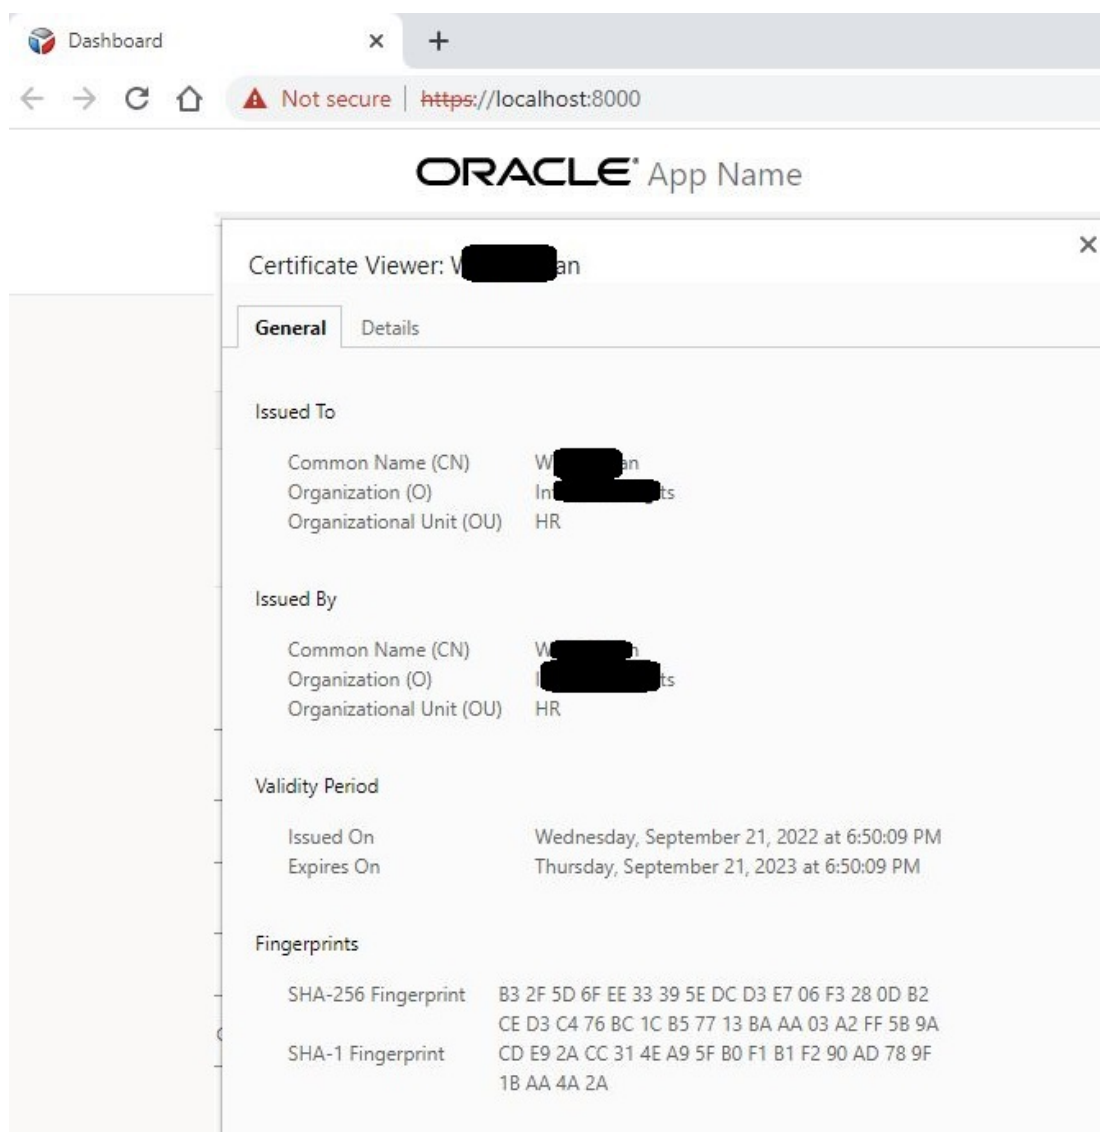 Dashboard
Not secure https://localhost:8000
ORACLE App Name
Certificate Viewer:
General Details
Issued To
Common Name (CN)
Organization (O)
Organizational Unit (OU) HR
Issued By
Common Name (CN)
Organization (O)
Organizational Unit (OU) HR
Validity Period
Issued On Wednesday, September 21, 2022 at 6:50:09 PM
Expires On Thursday, September 21, 2023 at 6:50:09 PM
Fingerprints
SHA-256 Fingerprint B3 2F 5D 6F EE 33 39 5E DC D3 E7 06 F3 28 0D B2
CE D3 C4 76 BC 1C B5 77 13 BA AA 03 A2 FF 5B 9A
SHA-1 Fingerprint CD E9 2A CC 31 4E A9 5F B0 F1 B1 F2 90 AD 78 9F
1B AA 4A 2A